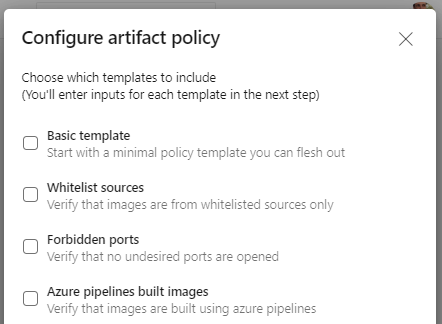 Configure artifact policy
Choose which templates to include
(You'll enter inputs for each template in the next step)
Basic template
Start with a minimal policy template you can flesh out
Whitelist sources
Verify that images are from whitelisted sources only
Forbidden ports
Verify that no undesired ports are opened
Azure pipelines built images
Verify that images are built using azure pipelines